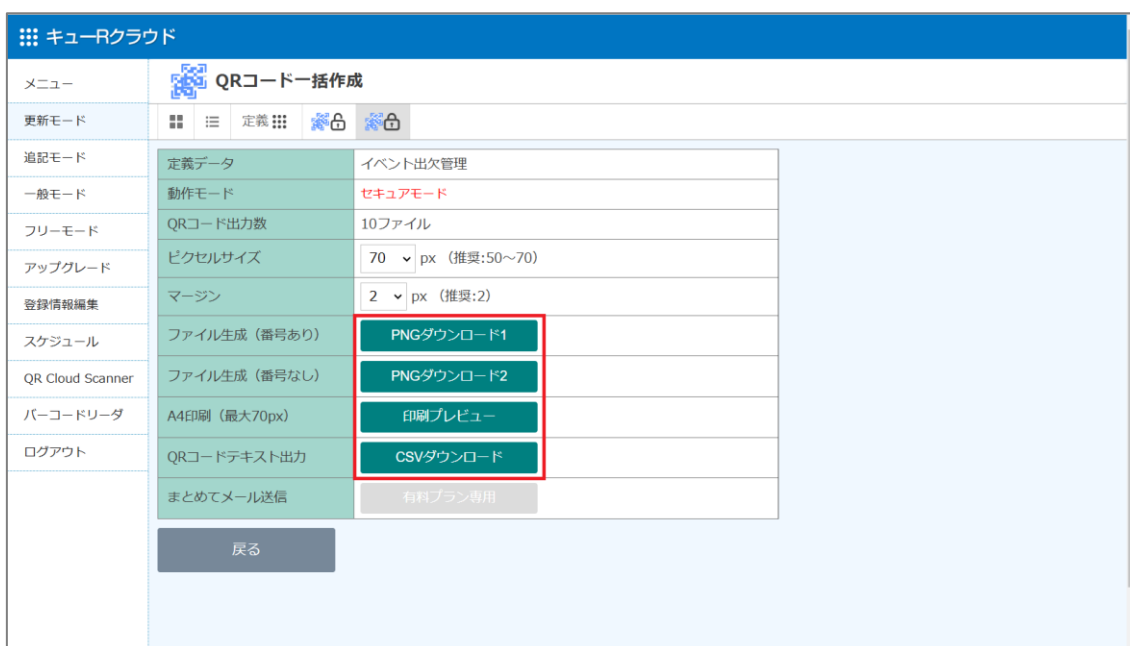 キューRクラウド
メニュー
更新モード
追記モード
一般モード
フリーモード
アップグレード
登録情報編集
スケジュール
QR Cloud Scanner
バーコードリーダ
ログアウト
QRコード一括作成
定義
定義データ イベント出欠管理
動作モード セキュアモード
QRコード出力数 10ファイル
ピクセルサイズ 70 px （推奨:50～70）
マージン 2 px （推奨:2）
ファイル生成（番号あり） PNGダウンロード1
ファイル生成（番号なし） PNGダウンロード2
A4印刷（最大70px） 印刷プレビュー
QRコードテキスト出力 CSVダウンロード
まとめてメール送信 有料プラン専用
戻る